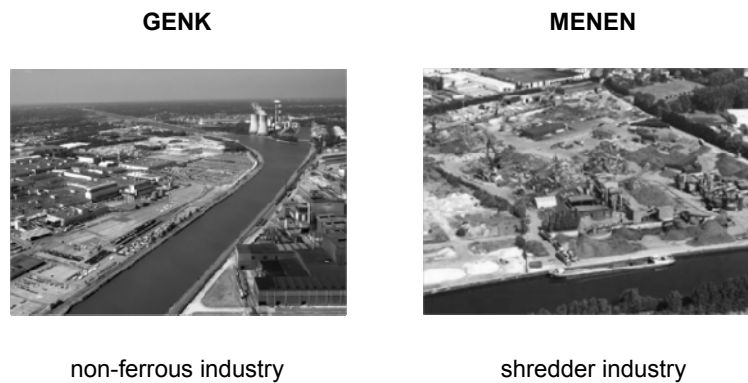 GENK
MENEN
non-ferrous industry
shredder industry